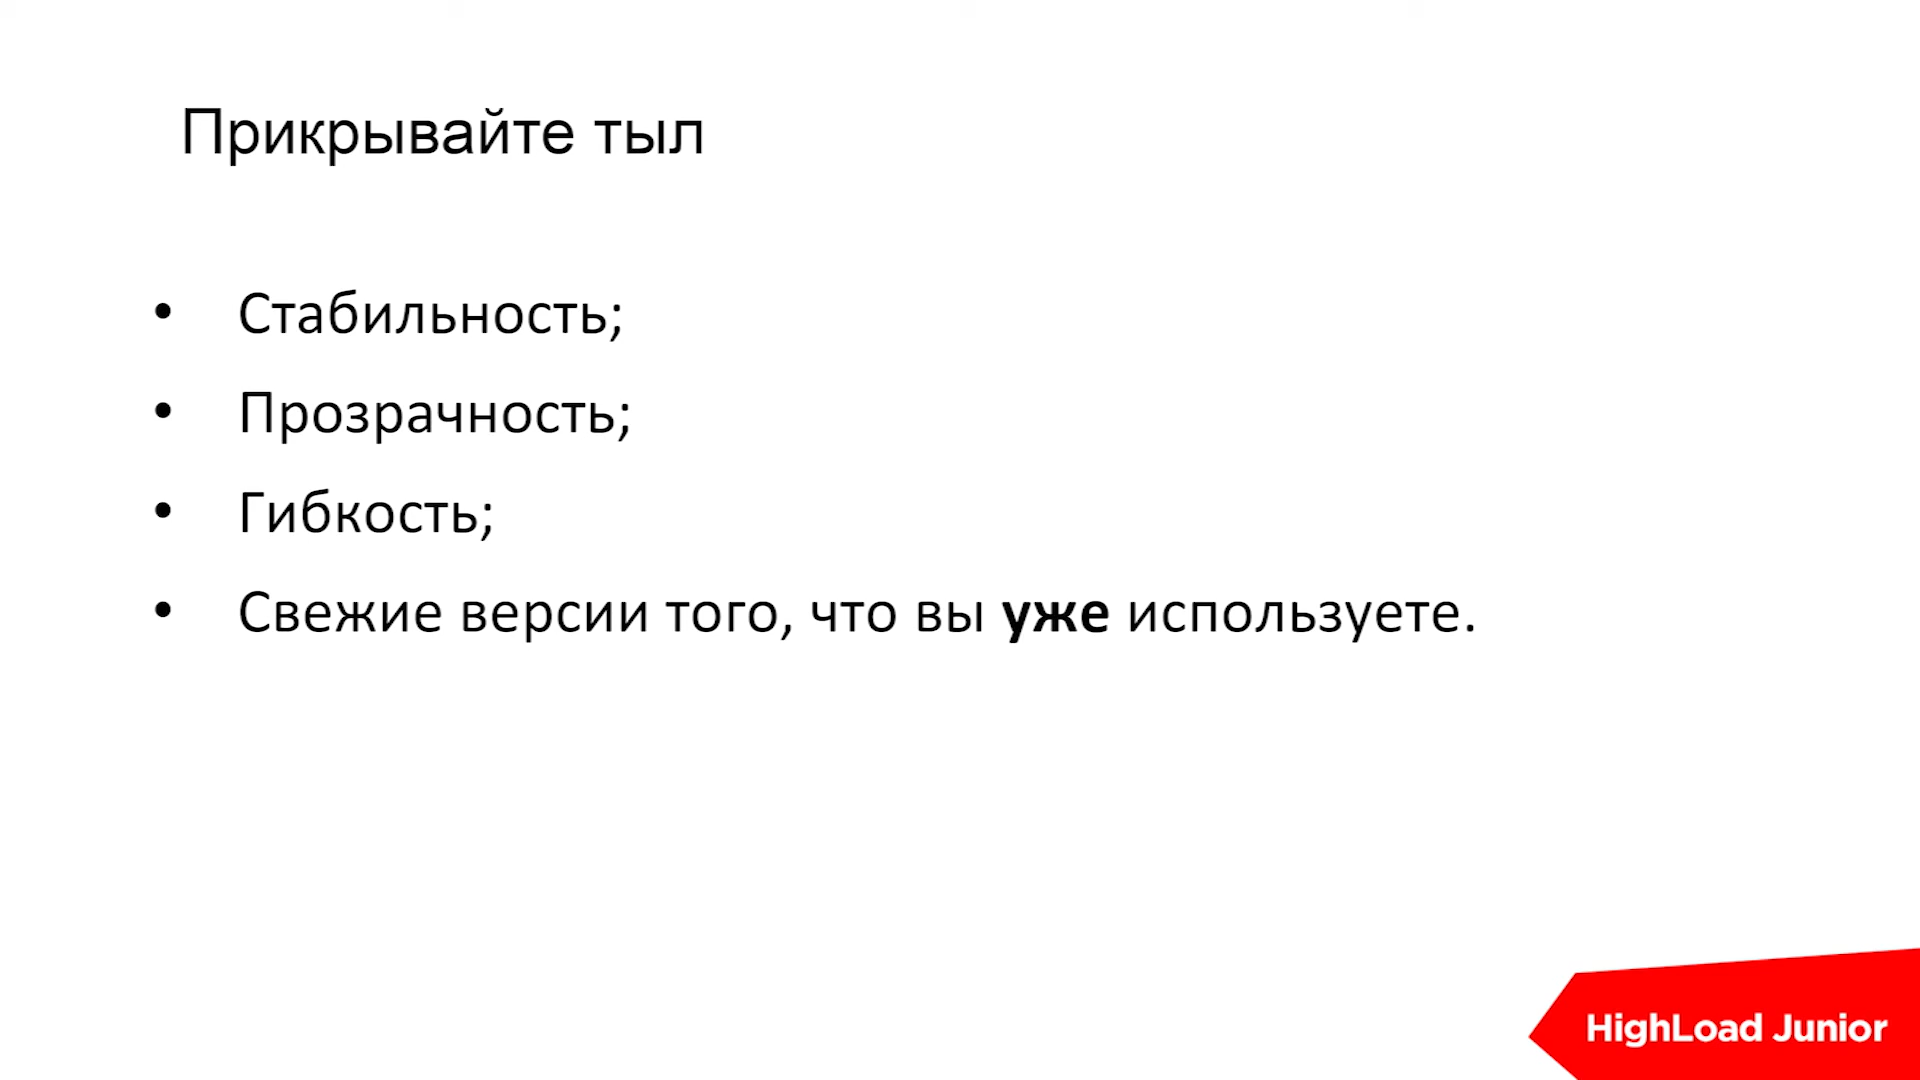 Прикрывайте тыл
• Стабильность;
• Прозрачность;
• Гибкость;
• Свежие версии того, что вы уже используете.
HighLoad Junior